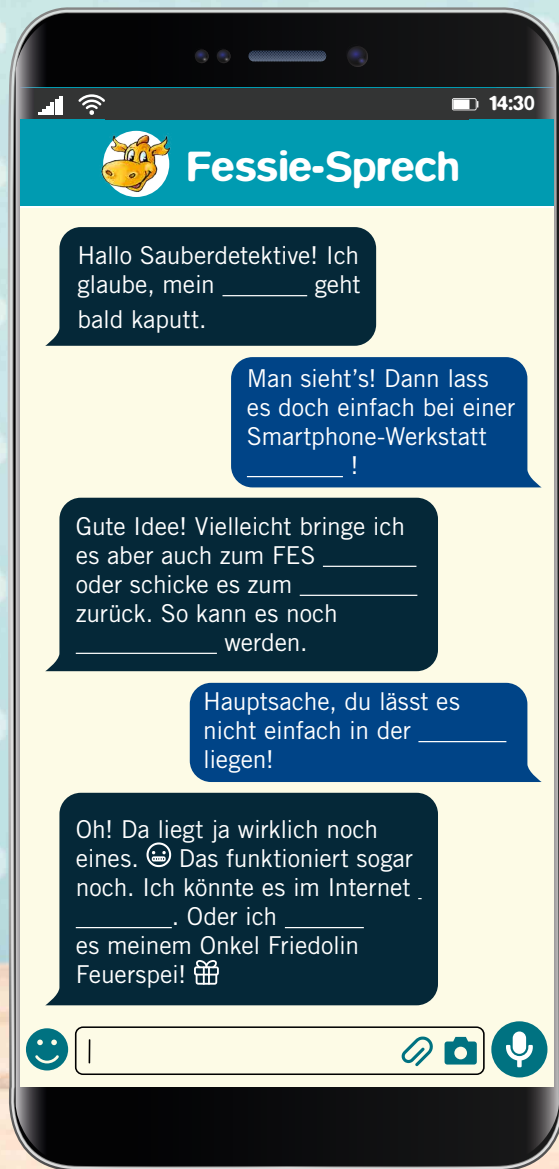 14:30
Fessie-Sprech
Hallo Sauberdetektive! Ich
glaube, mein _______ geht
bald kaputt.
Man sieht's! Dann lass
es doch einfach bei einer
Smartphone-Werkstatt
________ !
Gute Idee! Vielleicht bringe ich
es aber auch zum FES ________
oder schicke es zum __________
zurück. So kann es noch
____________ werden.
Hauptsache, du lässt es
nicht einfach in der _______
liegen!
Oh! Da liegt ja wirklich noch
eines. 😬 Das funktioniert sogar
noch. Ich könnte es im Internet _
________. Oder ich _______
es meinem Onkel Friedolin
Feuerspei! 🎁